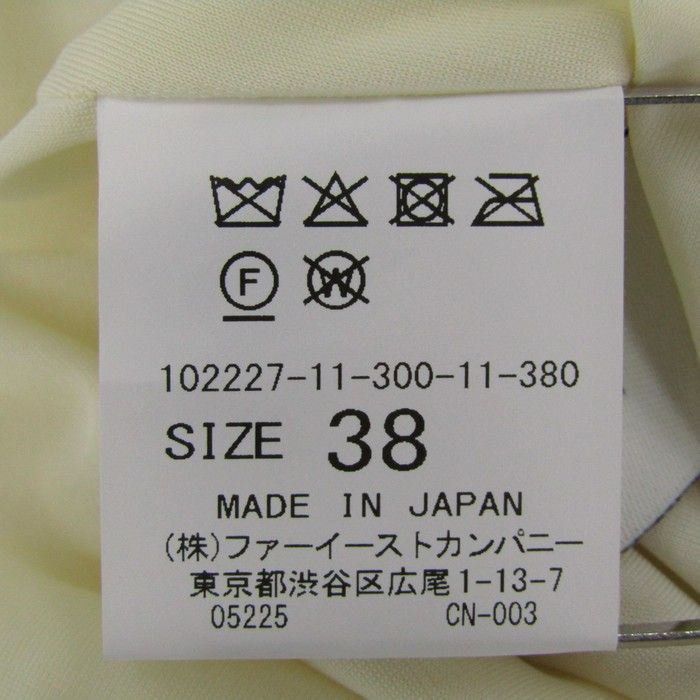 F W
102227-11-300-11-380
SIZE 38
MADE IN JAPAN
(株)ファーイーストカンパニー
東京都渋谷区広尾1-13-7
05225 CN-003